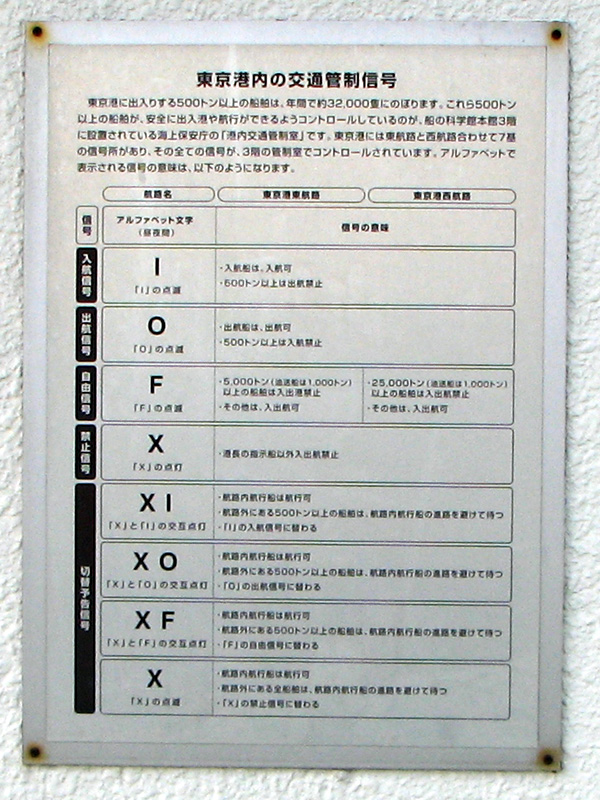 東京港内の交通管制信号
東京港に出入りする500トン以上の船舶は、年間で約32,000隻にのぼります。これら500トン
以上の船舶が、安全に出入港や航行ができるようコントロールしているのが、船の科学館本館3階
に設置されている海上保安庁の「港内交通管制室」です。東京港には東航路と西航路合わせて7基
の信号所があり、その全ての信号が、3階の管制室でコントロールされています。アルファベットで
表示される信号の意味は、以下のようになります。
航路名 東京港東航路 東京港西航路
信号 アルファベット文字 信号の意味
(昼夜間)
入航信号
I
「I」の点滅
・入航船は、入航可
・500トン以上は出航禁止
出航信号
O
「O」の点滅
・出航船は、出航可
・500トン以上は入航禁止
自由信号
F
「F」の点滅
・5,000トン(油送船は1,000トン)
以上の船舶は入出港禁止
・その他は、入出航可
・25,000トン(油送船は1,000トン)
以上の船舶は入出航禁止
・その他は、入出航可
禁止信号
X
「X」の点灯
・港長の指示船以外入出航禁止
切替予告信号
X I
「X」と「I」の交互点灯
・航路内航行船は航行可
・航路外にある500トン以上の船舶は、航路内航行船の進路を避けて待つ
・「I」の入航信号に替わる
X O
「X」と「O」の交互点灯
・航路内航行船は航行可
・航路外にある500トン以上の船舶は、航路内航行船の進路を避けて待つ
・「O」の出航信号に替わる
X F
「X」と「F」の交互点灯
・航路内航行船は航行可
・航路外にある500トン以上の船舶は、航路内航行船の進路を避けて待つ
・「F」の自由信号に替わる
X
「X」の点滅
・航路内航行船は航行可
・航路外にある全船舶は、航路内航行船の進路を避けて待つ
・「X」の禁止信号に替わる